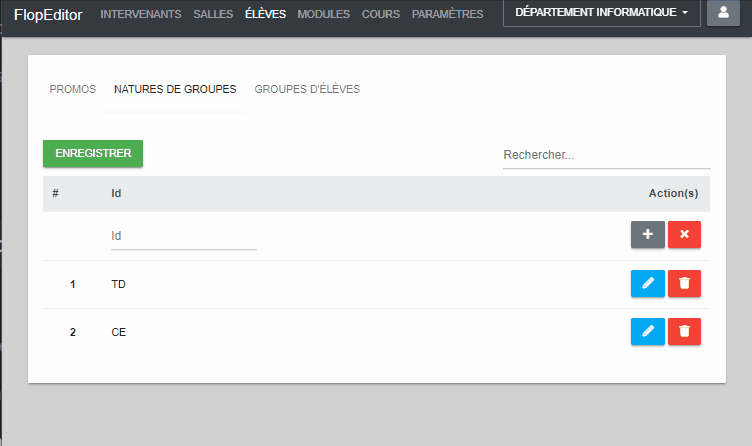 FlopEditor INTERVENANTS SALLES ÉLÈVES MODULES COURS PARAMÈTRES DÉPARTEMENT INFORMATIQUE
PROMOS NATURES DE GROUPES GROUPES D'ÉLÈVES
ENREGISTRER Rechercher...
# Id Action(s)
Id
1 TD
2 CE